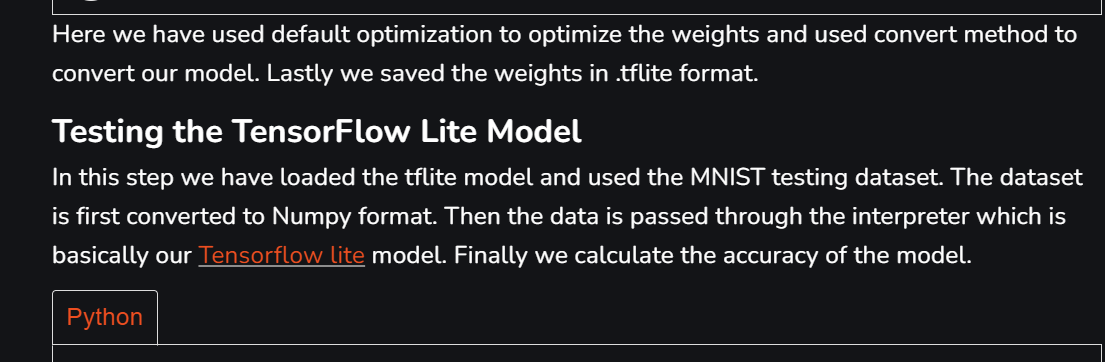 Here we have used default optimization to optimize the weights and used convert method to
convert our model. Lastly we saved the weights in .tflite format.
Testing the TensorFlow Lite Model
In this step we have loaded the tflite model and used the MNIST testing dataset. The dataset
is first converted to Numpy format. Then the data is passed through the interpreter which is
basically our Tensorflow lite model. Finally we calculate the accuracy of the model.
Python